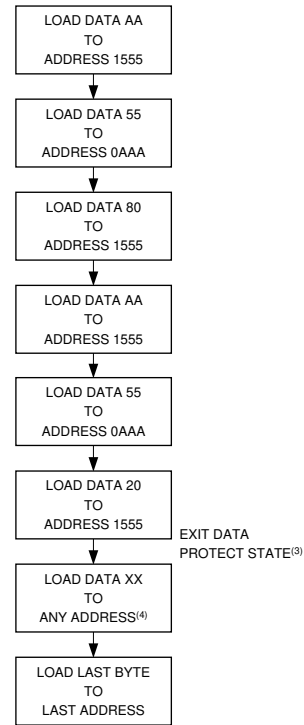 LOAD DATA AA
TO
ADDRESS 1555
LOAD DATA 55
TO
ADDRESS 0AAA
LOAD DATA 80
TO
ADDRESS 1555
LOAD DATA AA
TO
ADDRESS 1555
LOAD DATA 55
TO
ADDRESS 0AAA
LOAD DATA 20
TO
ADDRESS 1555
EXIT DATA
PROTECT STATE(3)
LOAD DATA XX
TO
ANY ADDRESS(4)
LOAD LAST BYTE
TO
LAST ADDRESS